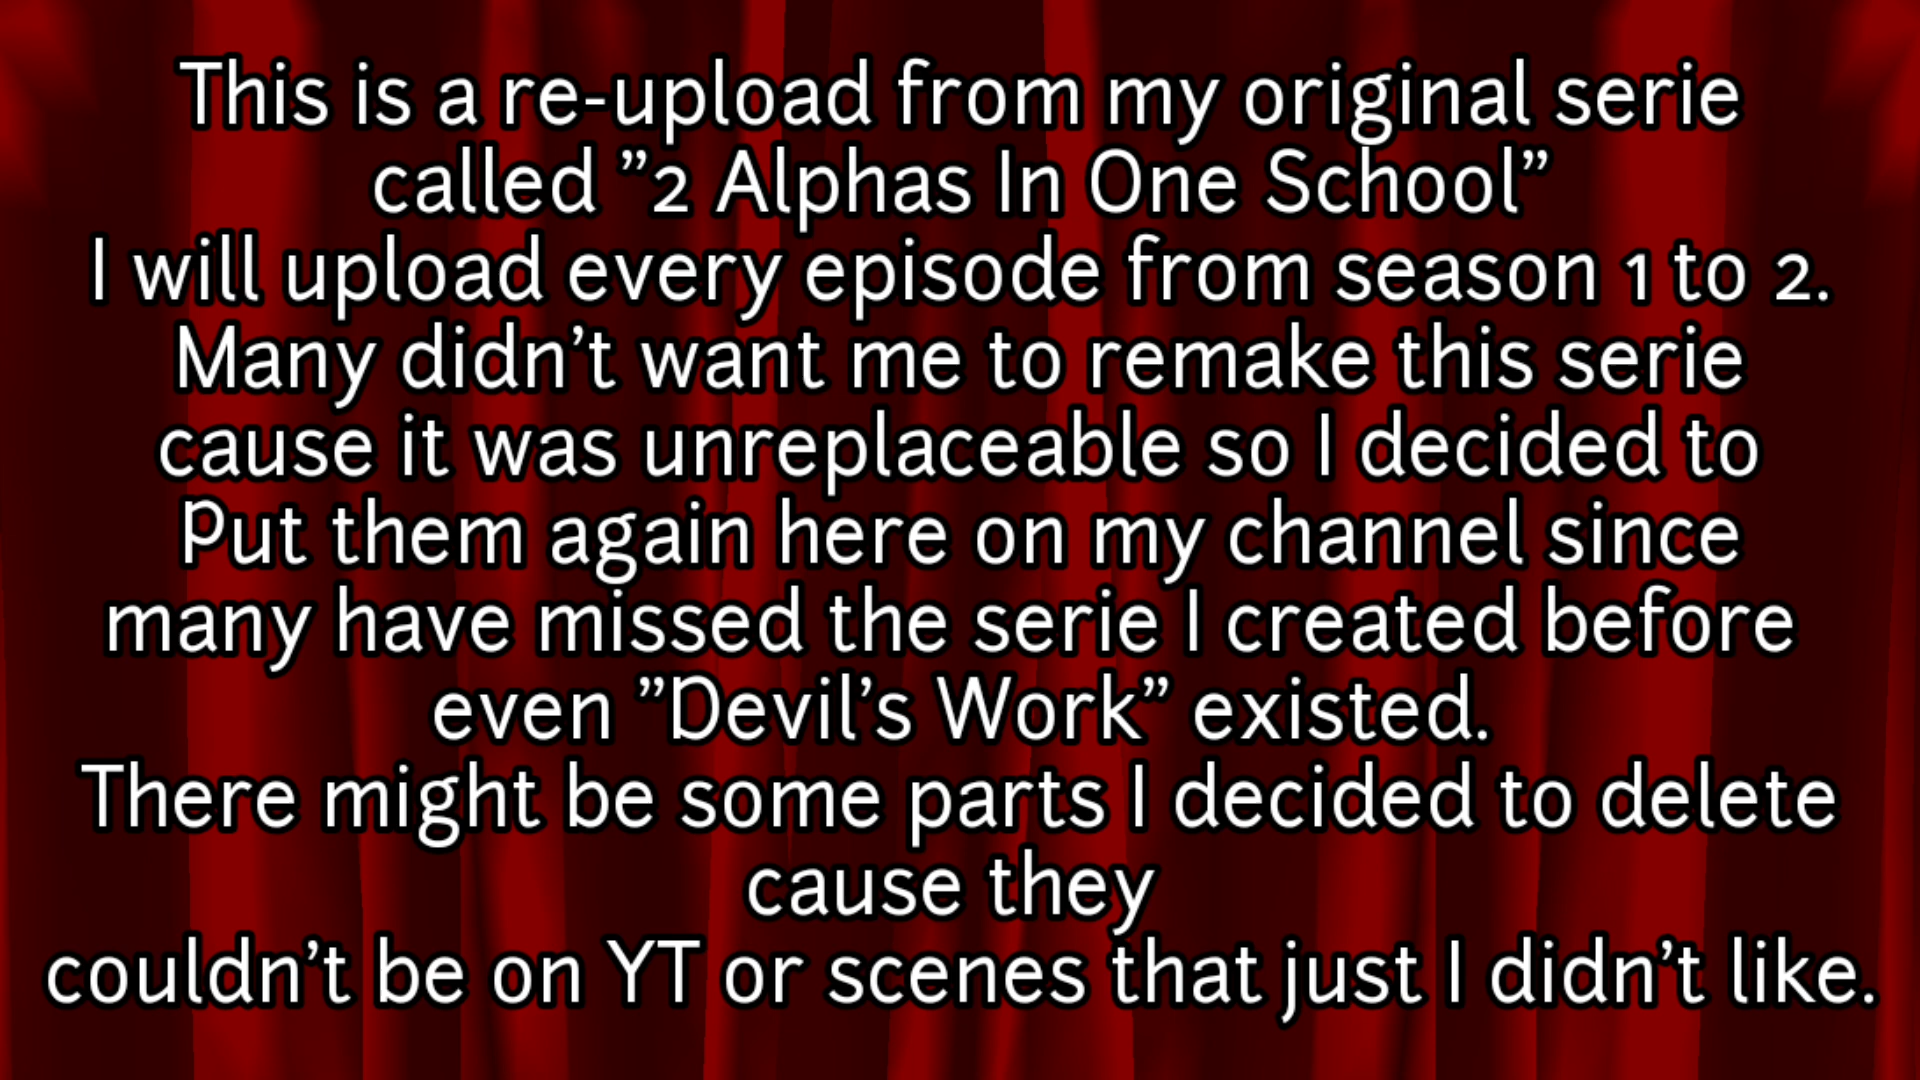 This is a re-upload from my original serie
called ”2 Alphas In One School”
I will upload every episode from season 1 to 2.
Many didn’t want me to remake this serie
cause it was unreplaceable so I decided to
Put them again here on my channel since
many have missed the serie I created before
even ”Devil’s Work” existed.
There might be some parts I decided to delete
cause they
couldn’t be on YT or scenes that just I didn’t like.